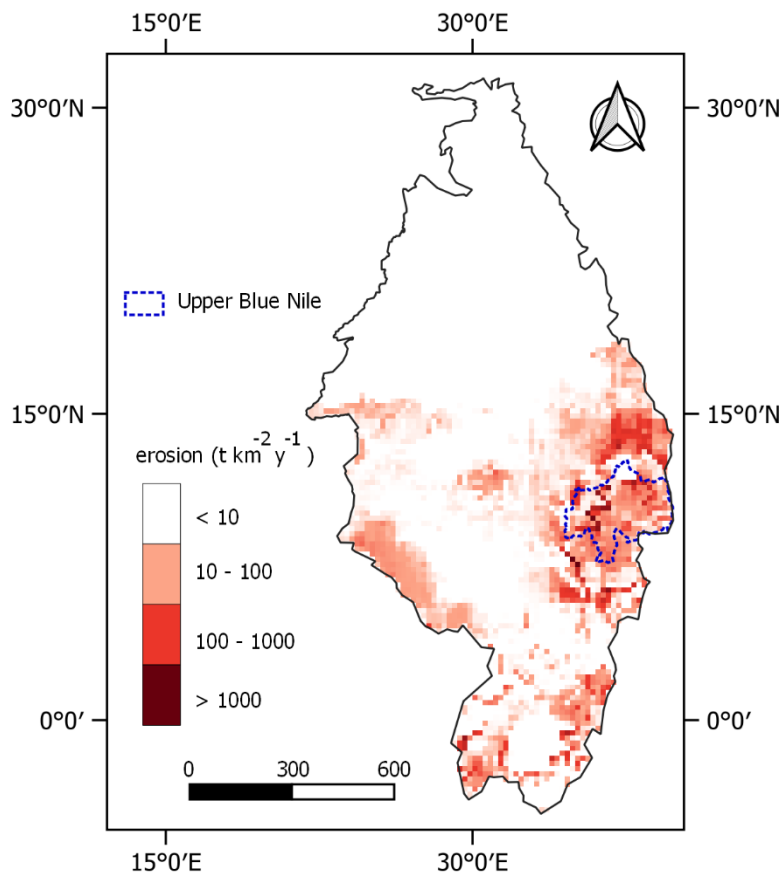 15°0′E 30°0′E
30°0′N 30°0′N
Upper Blue Nile
15°0′N 15°0′N
erosion (t km⁻² y⁻¹)
< 10
10 - 100
100 - 1000
> 1000
0°0′ 0°0′
0 300 600
15°0′E 30°0′E